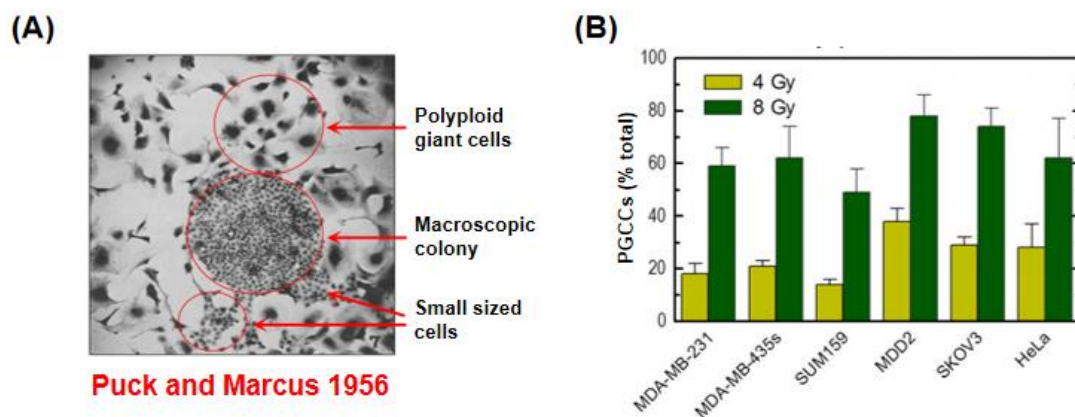 (A)
Polyploid
giant cells
Macroscopic
colony
Small sized
cells
7
Puck and Marcus 1956
(B)
PGCCs (% total)
100
80
60
40
20
0
4 Gy
8 Gy
MDA-MB-231
MDA-MB-435s
SUM159
MDD2
SKOV3
HeLa